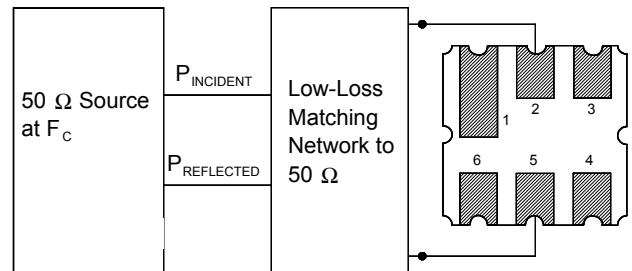 50 Ω Source
at F_C
P_INCIDENT
P_REFLECTED
Low-Loss
Matching
Network to
50 Ω
1
2
3
6
5
4